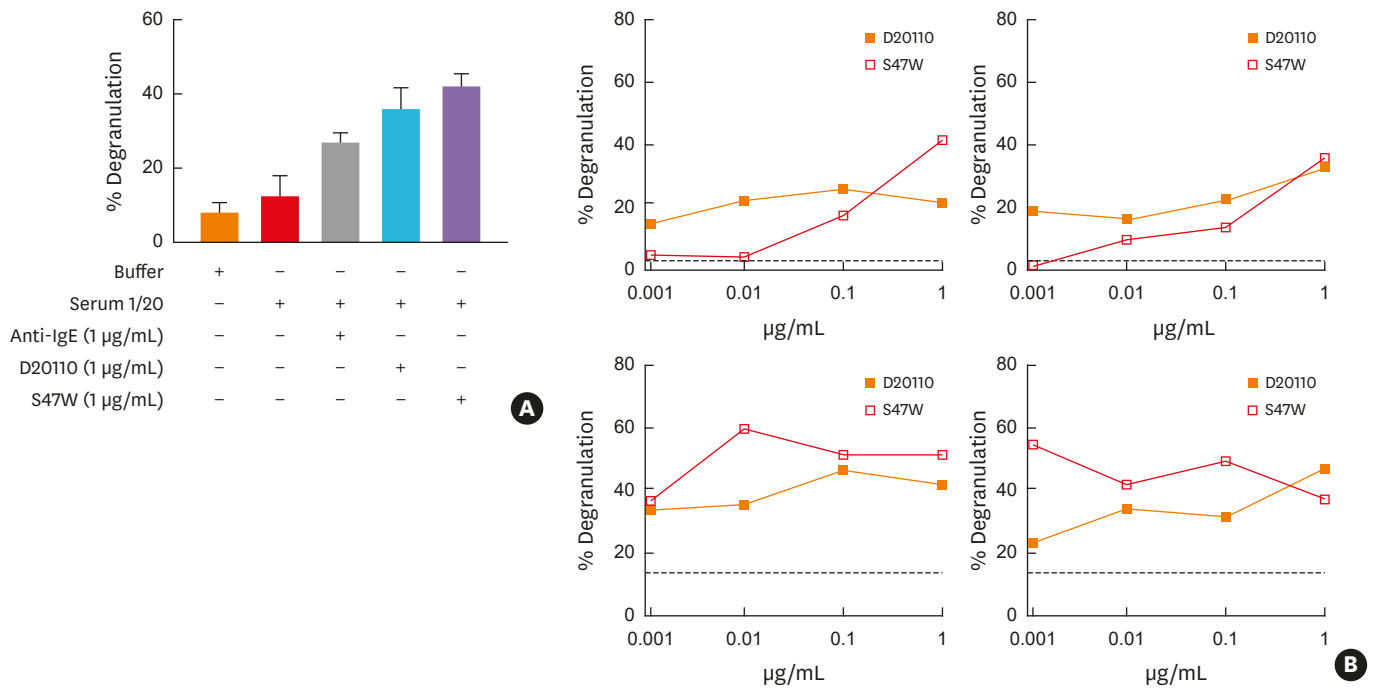 60
40
20
0
% Degranulation
Buffer + − − − −
Serum 1/20 − + + + +
Anti-IgE (1 µg/mL) − − + − −
D20110 (1 µg/mL) − − − + −
S47W (1 µg/mL) − − − − +
A
80
60
40
20
0
% Degranulation
D20110
S47W
0.001 0.01 0.1 1
µg/mL
80
60
40
20
0
% Degranulation
D20110
S47W
0.001 0.01 0.1 1
µg/mL
80
60
40
20
0
% Degranulation
D20110
S47W
0.001 0.01 0.1 1
µg/mL
80
60
40
20
0
% Degranulation
D20110
S47W
0.001 0.01 0.1 1
µg/mL
B